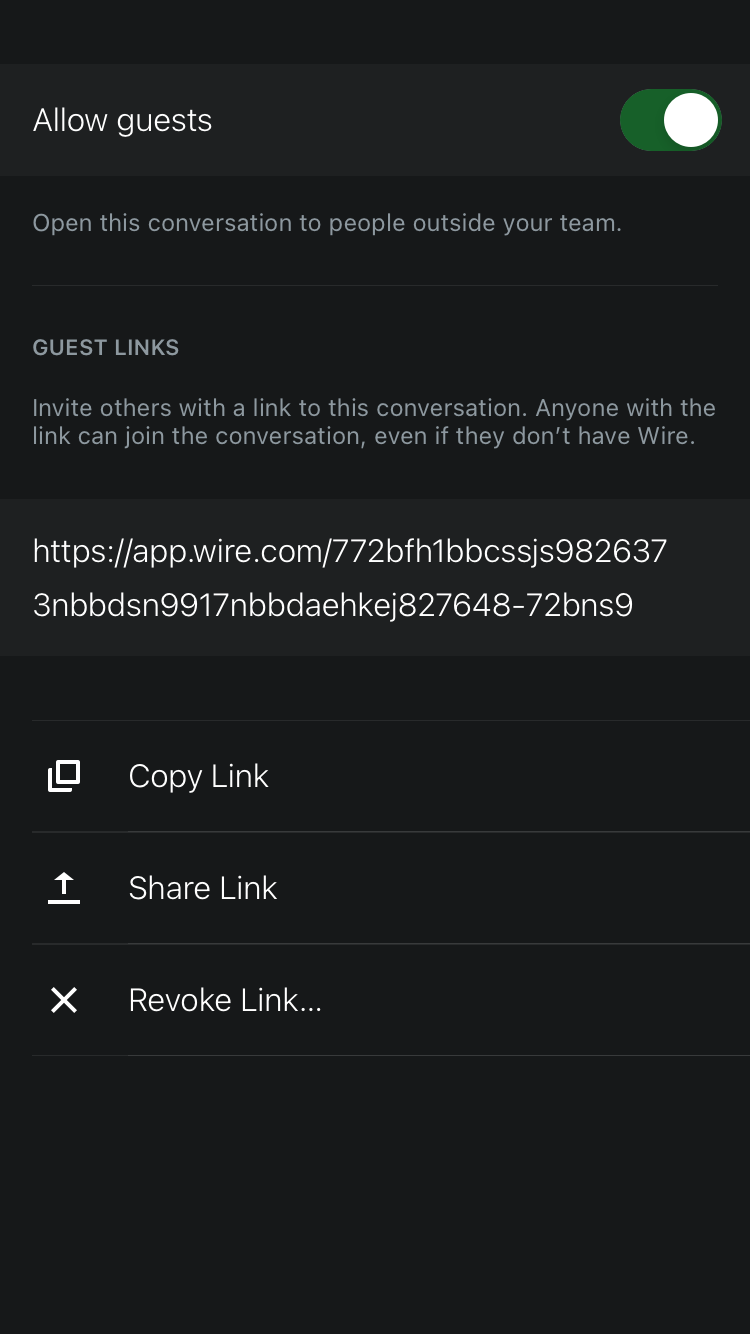 Allow guests
Open this conversation to people outside your team.
GUEST LINKS
Invite others with a link to this conversation. Anyone with the
link can join the conversation, even if they don’t have Wire.
https://app.wire.com/772bfh1bbcssjs982637
3nbbdsn9917nbbdaehkej827648-72bns9
Copy Link
Share Link
Revoke Link...